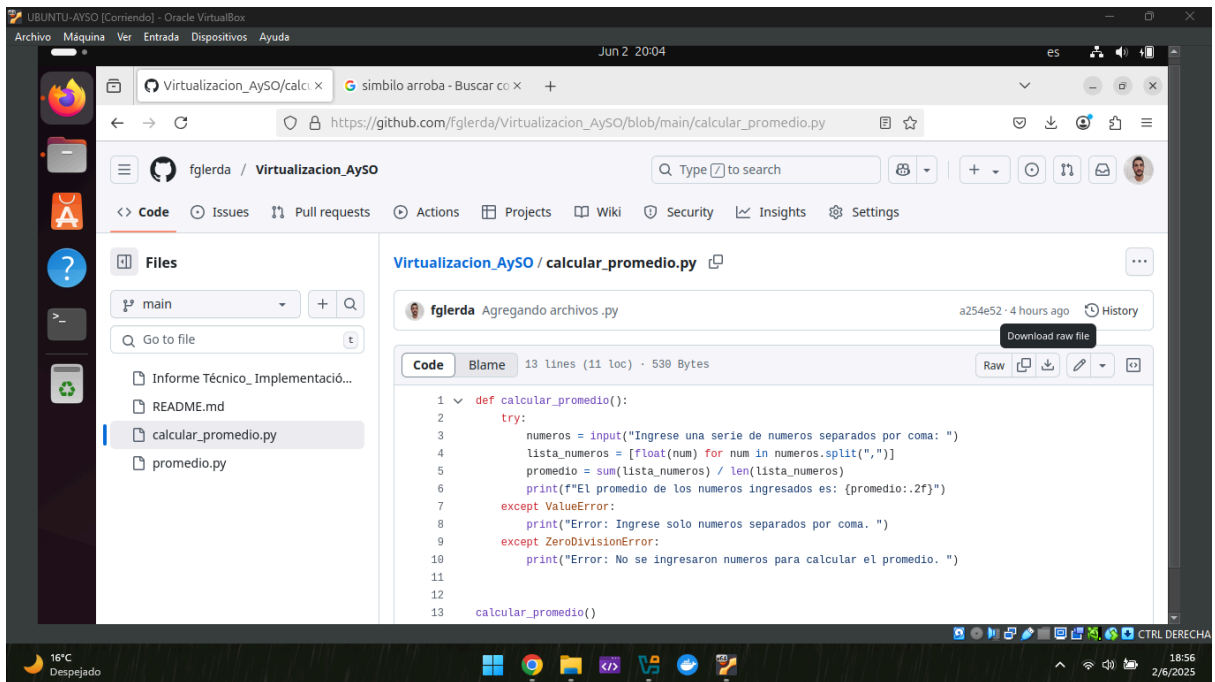 UBUNTU-AYSO [Corriendo] - Oracle VirtualBox
Archivo Máquina Ver Entrada Dispositivos Ayuda
Jun 2 20:04
es
Virtualizacion_AySO/calcu
simbilo arroba - Buscar co
https://github.com/fglerda/Virtualizacion_AySO/blob/main/calcular_promedio.py
fglerda / Virtualizacion_AySO
Type / to search
Code Issues Pull requests Actions Projects Wiki Security Insights Settings
Files
Virtualizacion_AySO / calcular_promedio.py
main
fglerda Agregando archivos .py
a254e52 · 4 hours ago History
Go to file t
Download raw file
Code Blame 13 lines (11 loc) · 530 Bytes
Raw
Informe Técnico_ Implementació...
README.md
calcular_promedio.py
promedio.py
1 def calcular_promedio():
2 try:
3 numeros = input("Ingrese una serie de numeros separados por coma: ")
4 lista_numeros = [float(num) for num in numeros.split(",")]
5 promedio = sum(lista_numeros) / len(lista_numeros)
6 print(f"El promedio de los numeros ingresados es: {promedio:.2f}")
7 except ValueError:
8 print("Error: Ingrese solo numeros separados por coma. ")
9 except ZeroDivisionError:
10 print("Error: No se ingresaron numeros para calcular el promedio. ")
11
12
13 calcular_promedio()
CTRL DERECHA
16°C
Despejado
18:56
2/6/2025